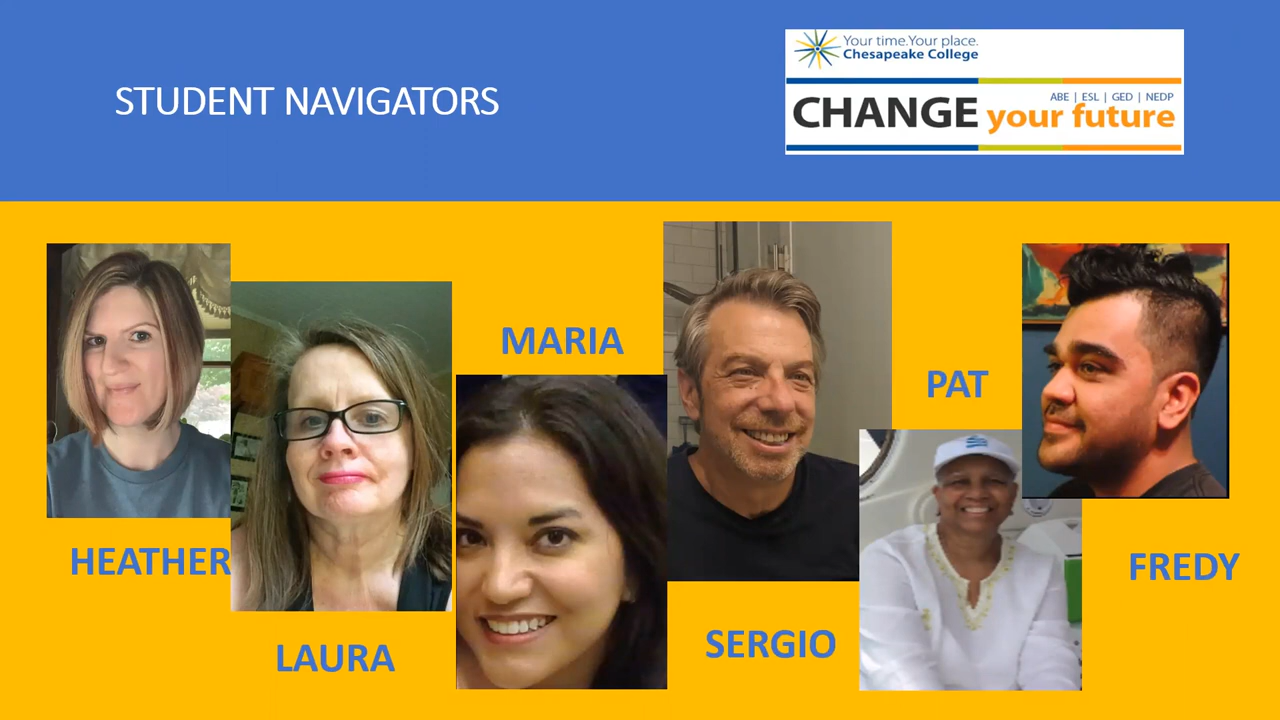 STUDENT NAVIGATORS
Your time.Your place.
Chesapeake College
ABE | ESL | GED | NEDP
CHANGE your future
MARIA
PAT
HEATHER
FREDY
LAURA
SERGIO